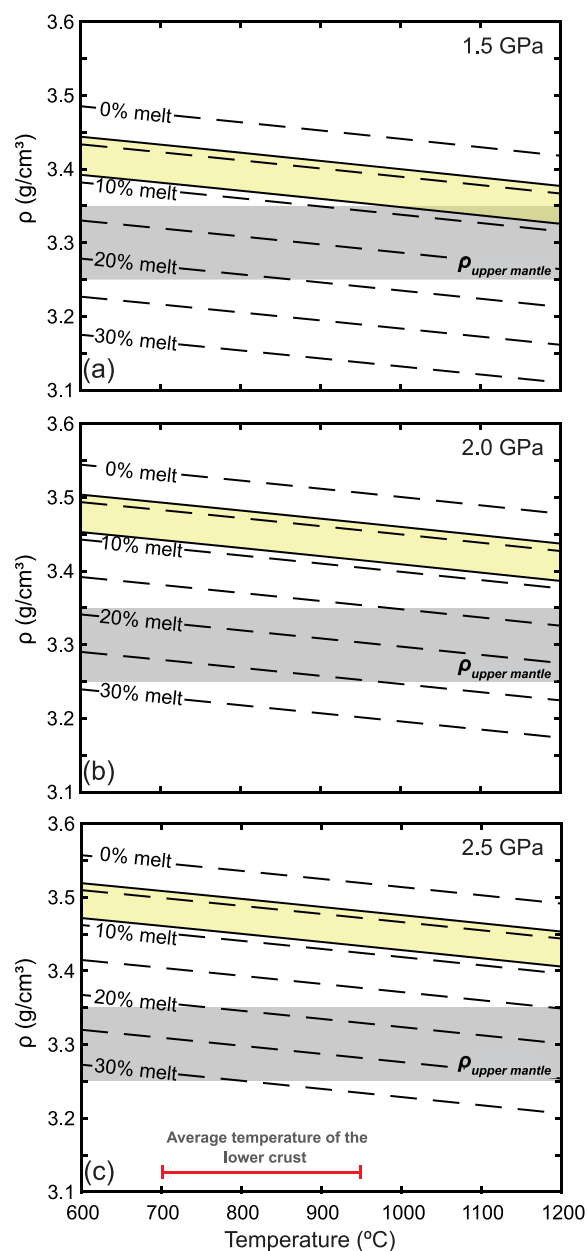 3.6
1.5 GPa
3.5
0% melt
ρ (g/cm³)
3.4
10% melt
3.3
20% melt
ρupper mantle
3.2
30% melt
(a)
3.1
3.6
2.0 GPa
0% melt
3.5
ρ (g/cm³)
10% melt
3.4
20% melt
3.3
ρupper mantle
30% melt
3.2
(b)
3.1
3.6
2.5 GPa
0% melt
3.5
10% melt
ρ (g/cm³)
3.4
20% melt
3.3
ρupper mantle
30% melt
3.2
Average temperature of the
lower crust
(c)
3.1
600 700 800 900 1000 1100 1200
Temperature (ºC)